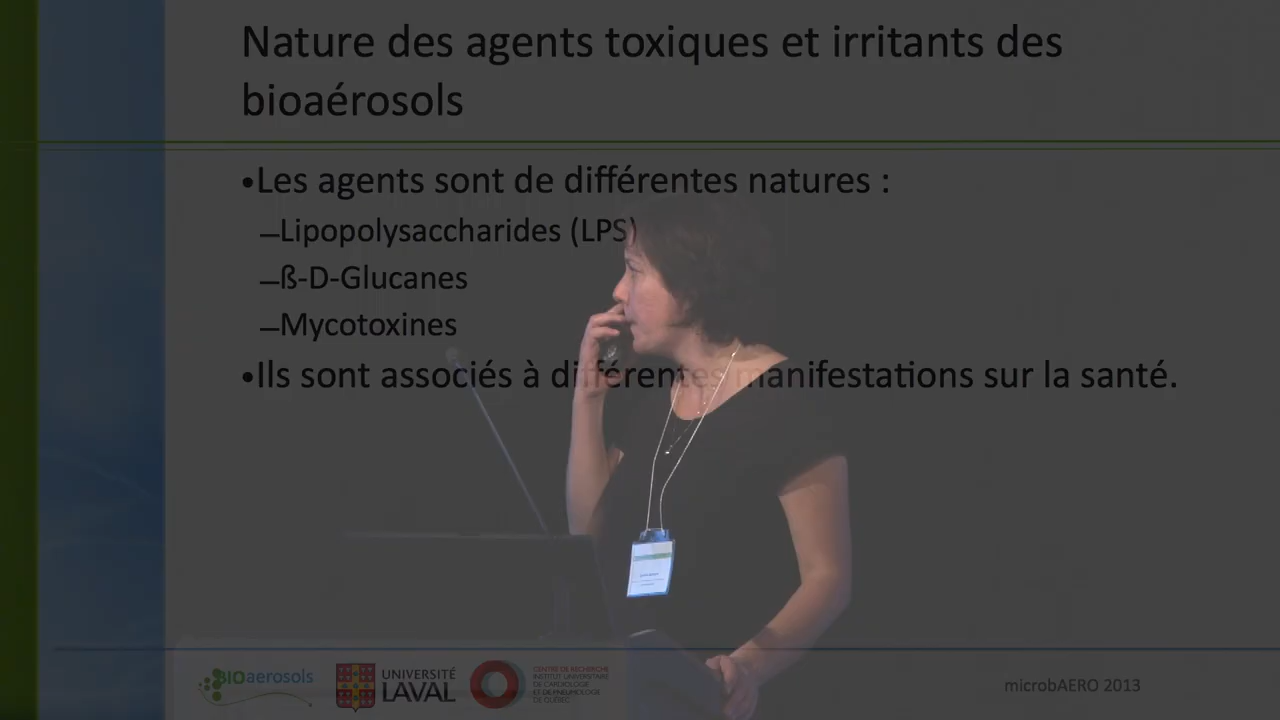 Nature des agents toxiques et irritants des
bioaérosols
•Les agents sont de différentes natures :
–Lipopolysaccharides (LPS)
–ß-D-Glucanes
–Mycotoxines
•Ils sont associés à différentes manifestations sur la santé.
BIOaerosols
UNIVERSITÉ
LAVAL
CENTRE DE RECHERCHE
INSTITUT UNIVERSITAIRE
DE CARDIOLOGIE
ET DE PNEUMOLOGIE
DE QUÉBEC
microbAERO 2013